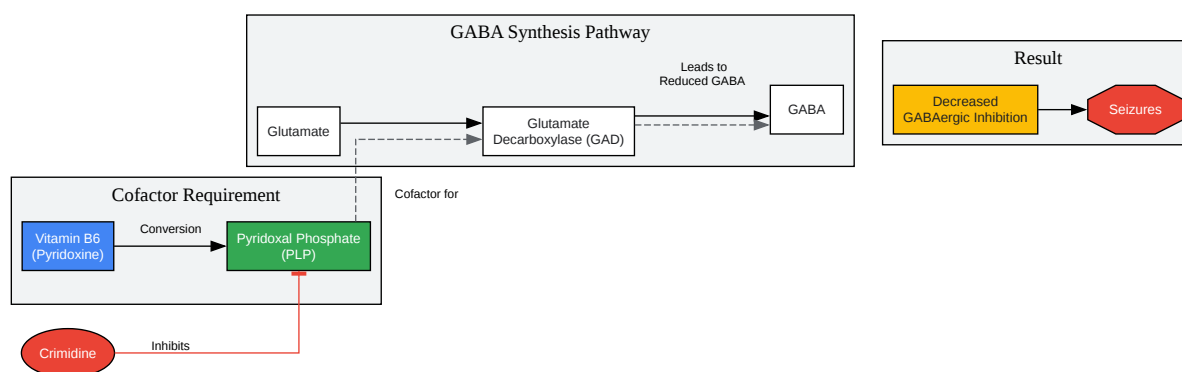 GABA Synthesis Pathway
Leads to
Reduced GABA
Glutamate
Glutamate
Decarboxylase (GAD)
GABA
Result
Decreased
GABAergic Inhibition
Seizures
Cofactor Requirement
Cofactor for
Vitamin B6
(Pyridoxine)
Conversion
Pyridoxal Phosphate
(PLP)
Crimidine
Inhibits